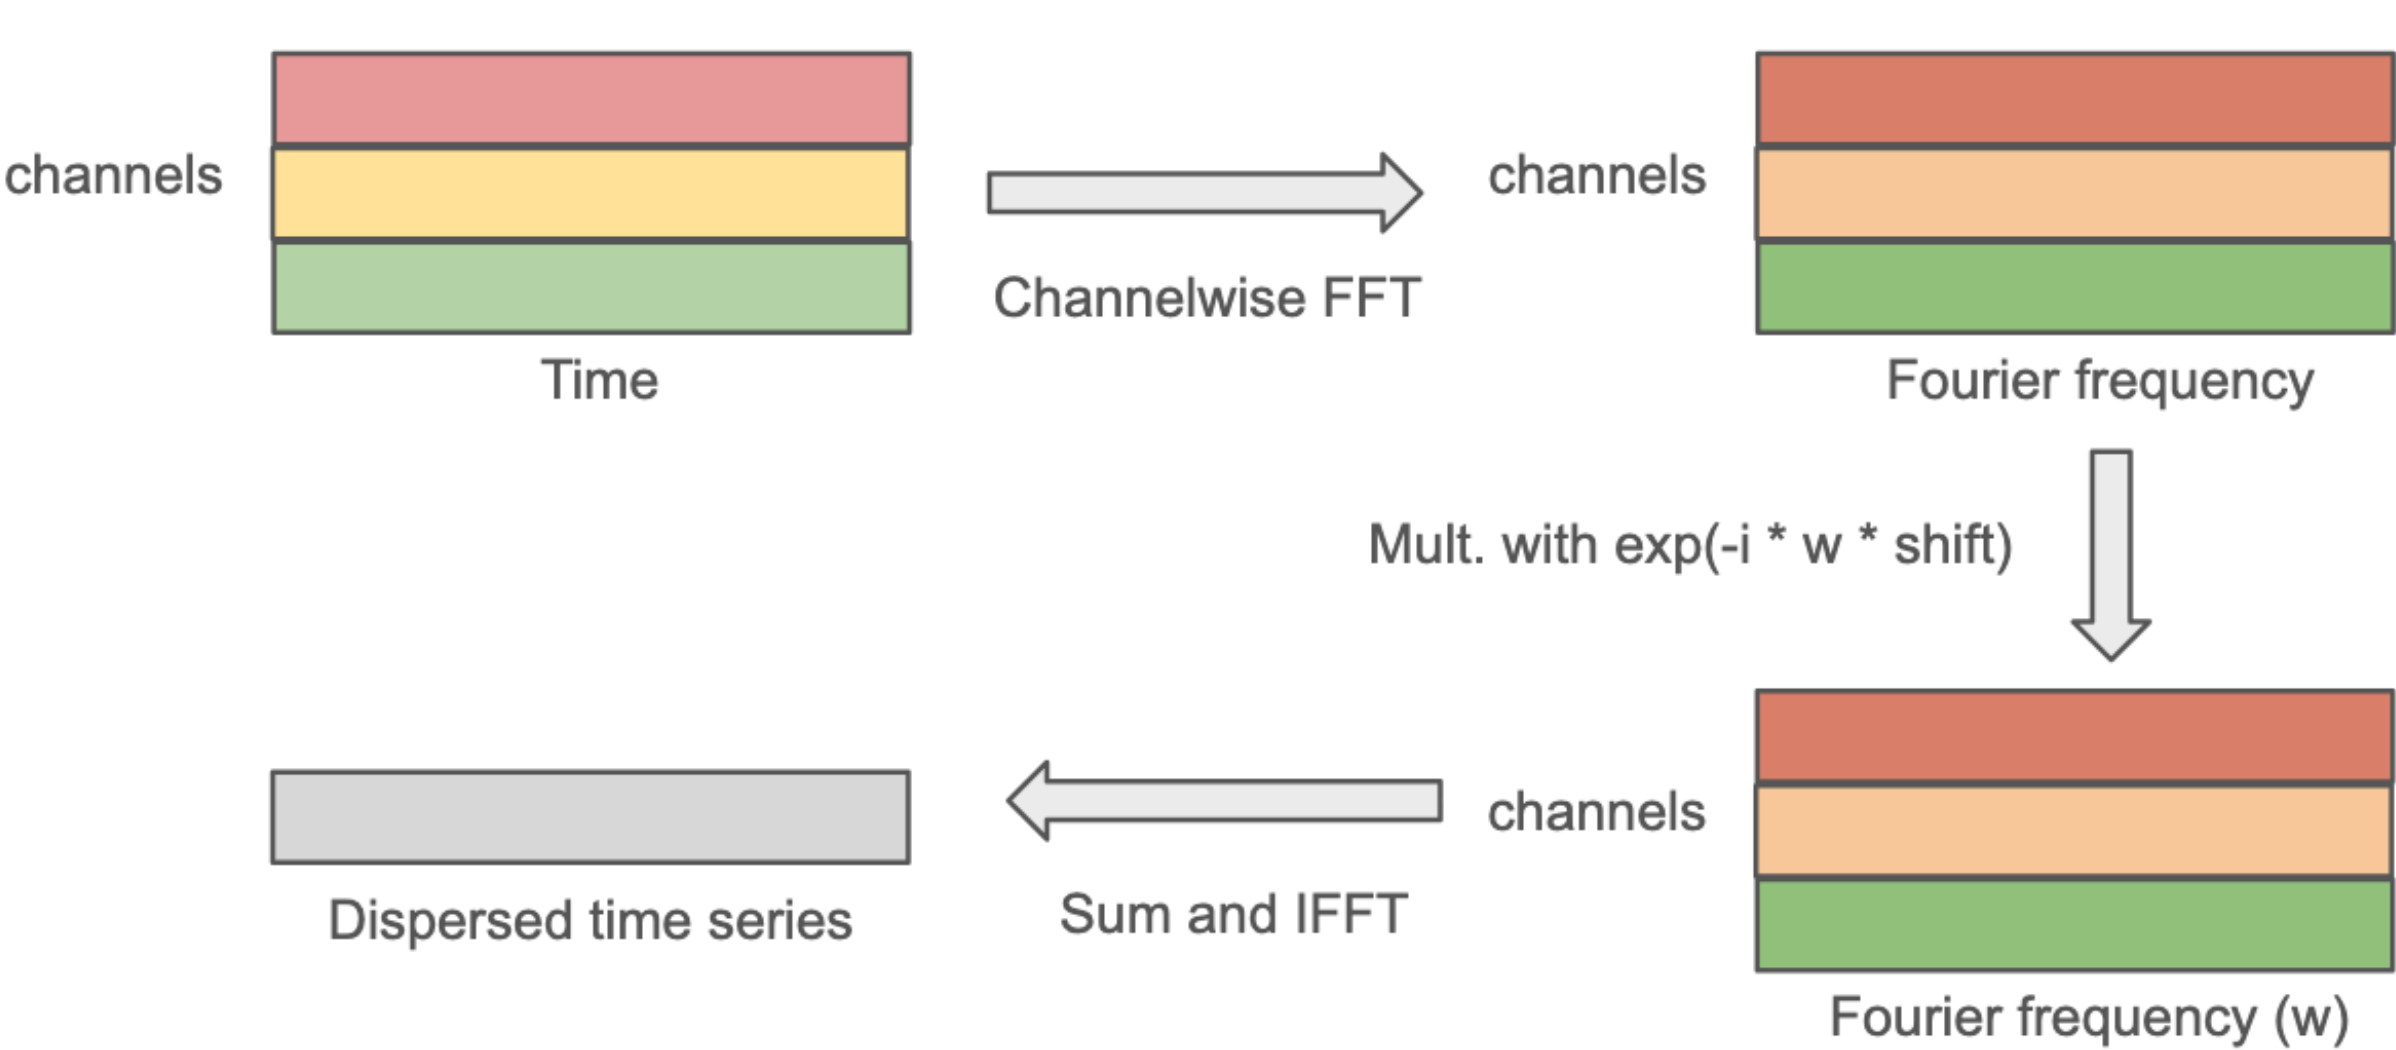 channels
Time
Channelwise FFT
channels
Fourier frequency
Mult. with exp(-i * w * shift)
channels
Fourier frequency (w)
Sum and IFFT
Dispersed time series